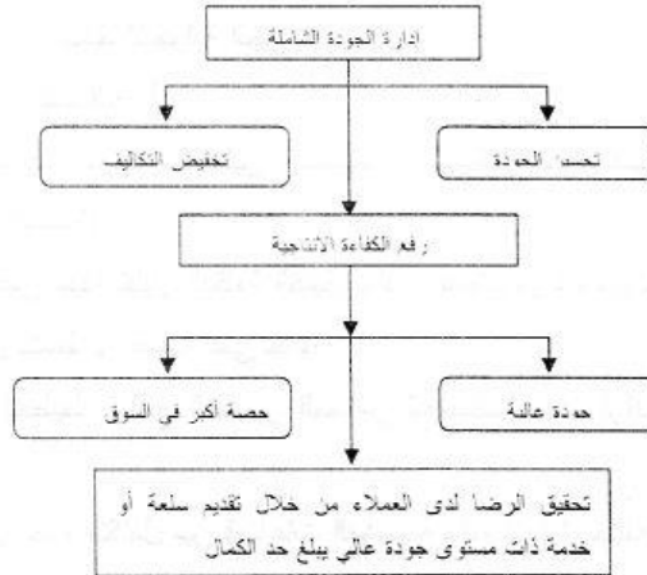 إدارة الجودة الشاملة
تحسين الجودة
تخفيض التكاليف
رفع الكفاءة الانتاجية
جودة عالية
حصة أكبر في السوق
تحقيق الرضا لدى العملاء من خلال تقديم سلعة أو
خدمة ذات مستوى جودة عالي يبلغ حد الكمال